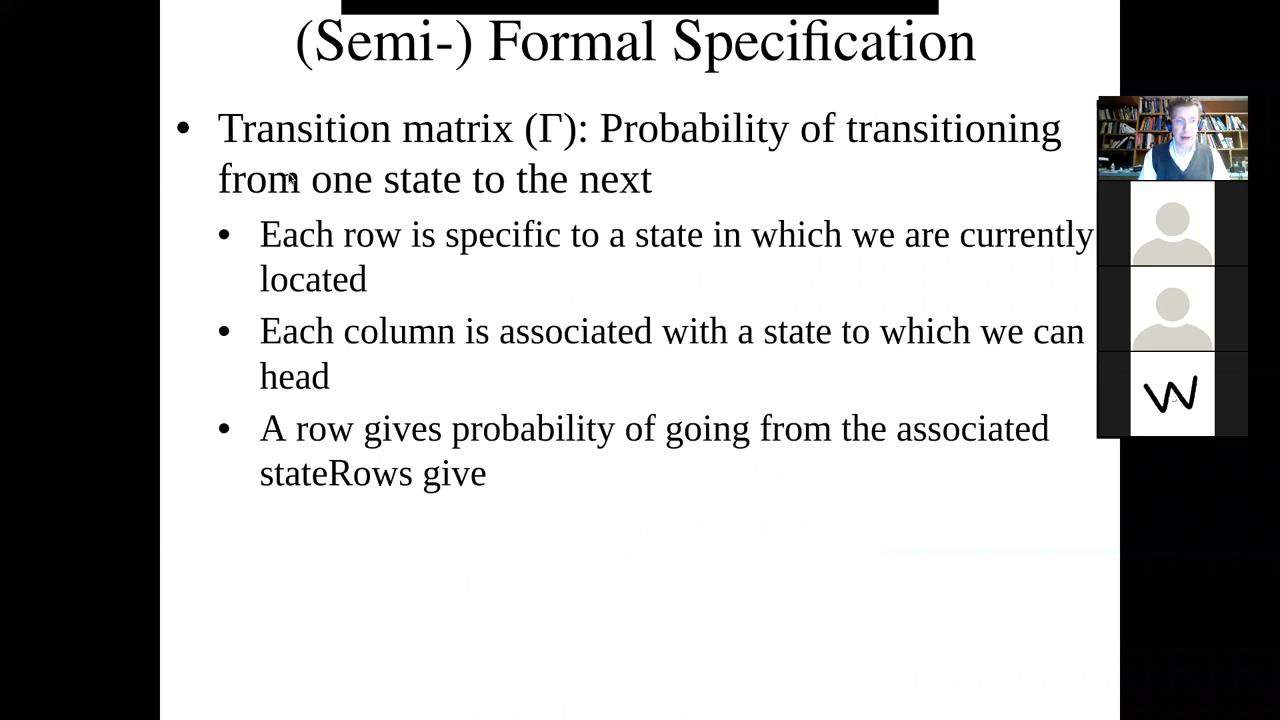 (Semi-) Formal Specification
• Transition matrix (Γ): Probability of transitioning
from one state to the next
• Each row is specific to a state in which we are currently
located
• Each column is associated with a state to which we can
head
• A row gives probability of going from the associated
stateRows give
W